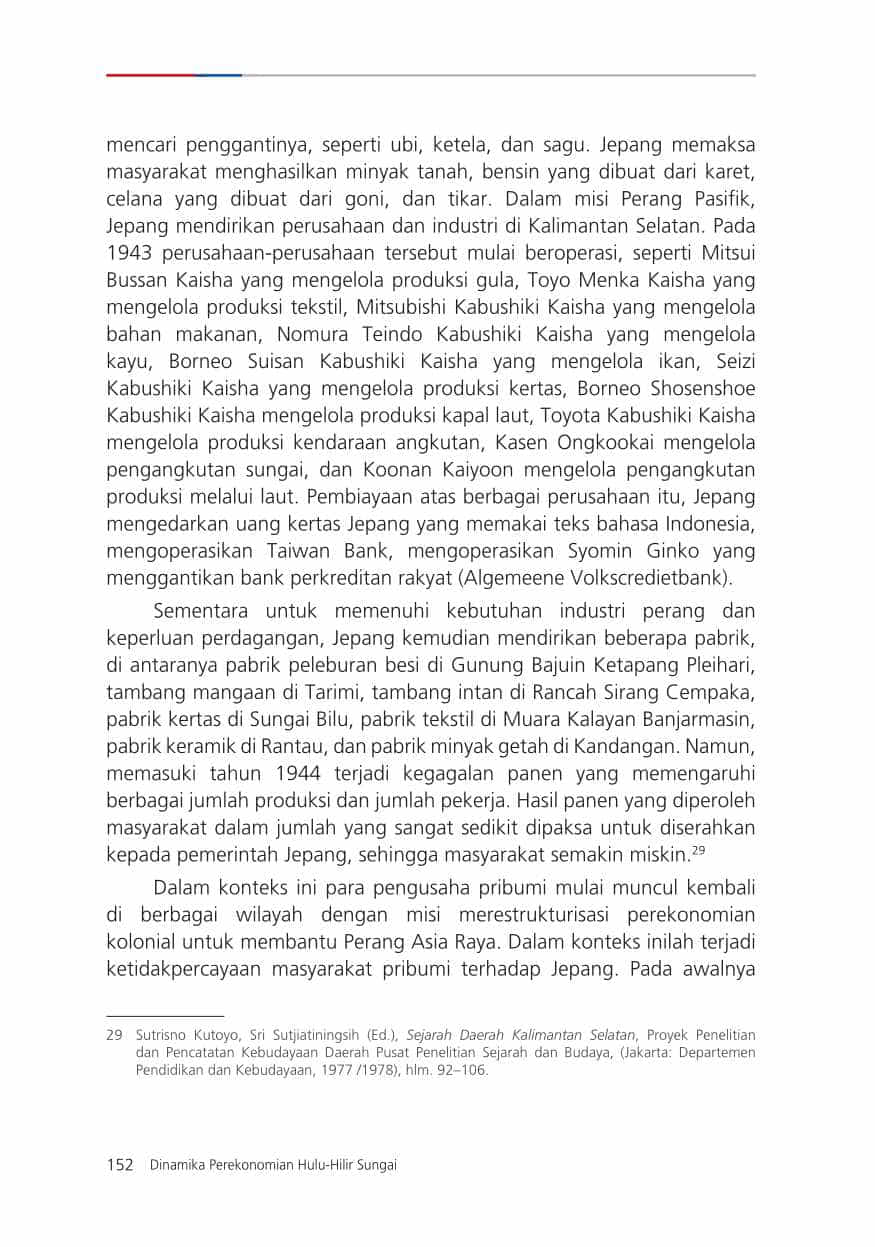 mencari penggantinya, seperti ubi, ketela, dan sagu. Jepang memaksa
masyarakat menghasilkan minyak tanah, bensin yang dibuat dari karet,
celana yang dibuat dari goni, dan tikar. Dalam misi Perang Pasifik,
Jepang mendirikan perusahaan dan industri di Kalimantan Selatan. Pada
1943 perusahaan-perusahaan tersebut mulai beroperasi, seperti Mitsui
Bussan Kaisha yang mengelola produksi gula, Toyo Menka Kaisha yang
mengelola produksi tekstil, Mitsubishi Kabushiki Kaisha yang mengelola
bahan makanan, Nomura Teindo Kabushiki Kaisha yang mengelola
kayu, Borneo Suisan Kabushiki Kaisha yang mengelola ikan, Seizi
Kabushiki Kaisha yang mengelola produksi kertas, Borneo Shosenshoe
Kabushiki Kaisha mengelola produksi kapal laut, Toyota Kabushiki Kaisha
mengelola produksi kendaraan angkutan, Kasen Ongkookai mengelola
pengangkutan sungai, dan Koonan Kaiyoon mengelola pengangkutan
produksi melalui laut. Pembiayaan atas berbagai perusahaan itu, Jepang
mengedarkan uang kertas Jepang yang memakai teks bahasa Indonesia,
mengoperasikan Taiwan Bank, mengoperasikan Syomin Ginko yang
menggantikan bank perkreditan rakyat (Algemeene Volkscredietbank).
Sementara untuk memenuhi kebutuhan industri perang dan
keperluan perdagangan, Jepang kemudian mendirikan beberapa pabrik,
di antaranya pabrik peleburan besi di Gunung Bajuin Ketapang Pleihari,
tambang mangaan di Tarimi, tambang intan di Rancah Sirang Cempaka,
pabrik kertas di Sungai Bilu, pabrik tekstil di Muara Kalayan Banjarmasin,
pabrik keramik di Rantau, dan pabrik minyak getah di Kandangan. Namun,
memasuki tahun 1944 terjadi kegagalan panen yang memengaruhi
berbagai jumlah produksi dan jumlah pekerja. Hasil panen yang diperoleh
masyarakat dalam jumlah yang sangat sedikit dipaksa untuk diserahkan
kepada pemerintah Jepang, sehingga masyarakat semakin miskin.29
Dalam konteks ini para pengusaha pribumi mulai muncul kembali
di berbagai wilayah dengan misi merestrukturisasi perekonomian
kolonial untuk membantu Perang Asia Raya. Dalam konteks inilah terjadi
ketidakpercayaan masyarakat pribumi terhadap Jepang. Pada awalnya
29 Sutrisno Kutoyo, Sri Sutjiatiningsih (Ed.), Sejarah Daerah Kalimantan Selatan, Proyek Penelitian
dan Pencatatan Kebudayaan Daerah Pusat Penelitian Sejarah dan Budaya, (Jakarta: Departemen
Pendidikan dan Kebudayaan, 1977 /1978), hlm. 92–106.
152 Dinamika Perekonomian Hulu-Hilir Sungai